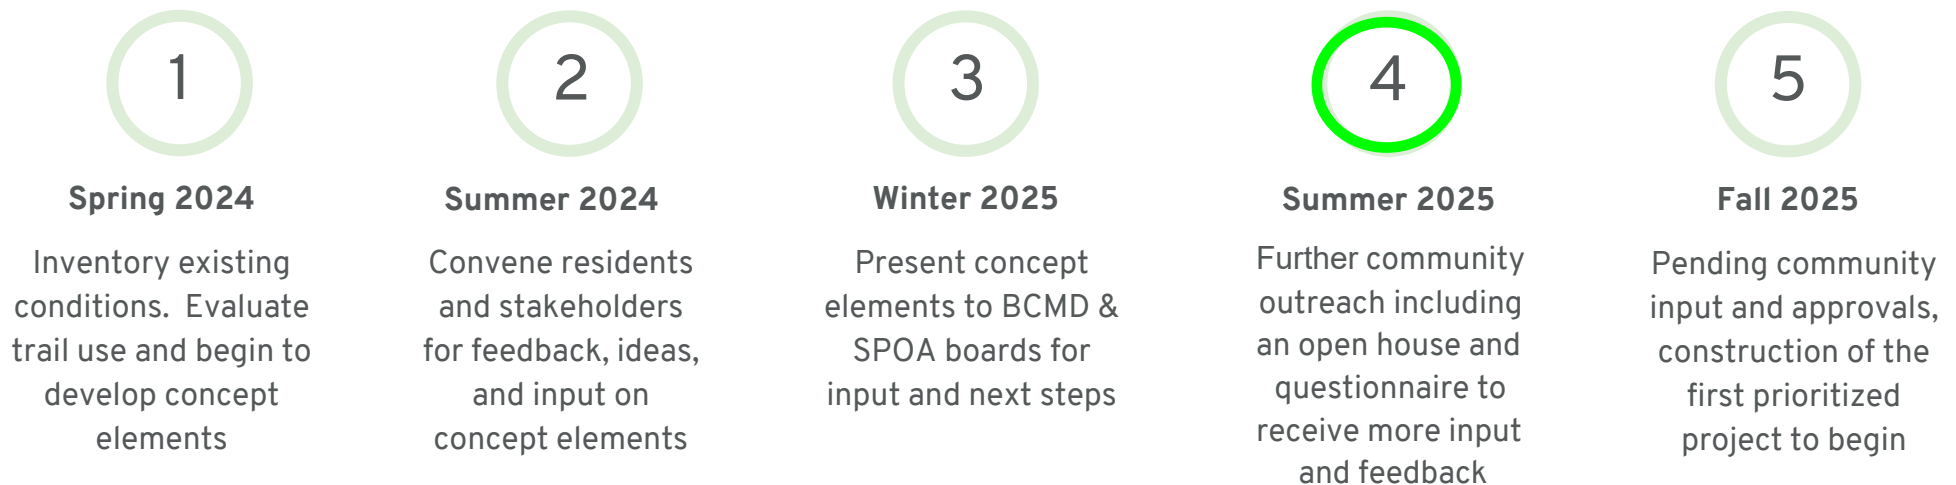 1
Spring 2024
Inventory existing
conditions.  Evaluate
trail use and begin to
develop concept
elements
2
Summer 2024
Convene residents
and stakeholders
for feedback, ideas,
and input on
concept elements
3
Winter 2025
Present concept
elements to BCMD &
SPOA boards for
input and next steps
4
Summer 2025
Further community
outreach including
an open house and
questionnaire to
receive more input
and feedback
5
Fall 2025
Pending community
input and approvals,
construction of the
first prioritized
project to begin